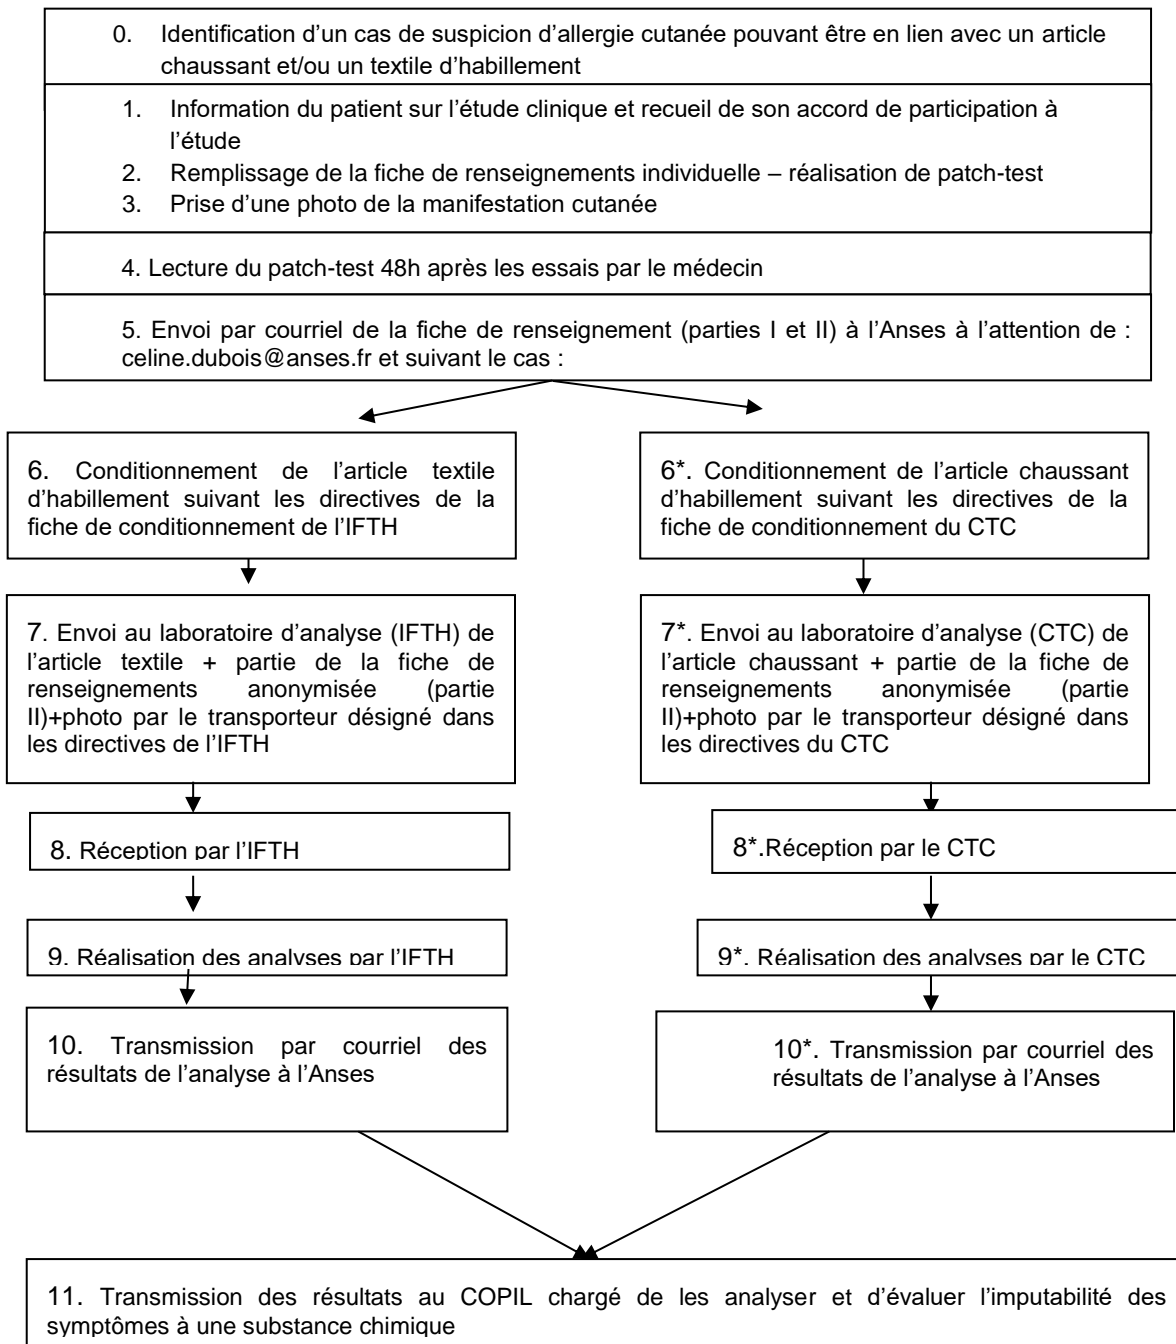 0. Identification d’un cas de suspicion d’allergie cutanée pouvant être en lien avec un article
chaussant et/ou un textile d’habillement
1. Information du patient sur l’étude clinique et recueil de son accord de participation à
l’étude
2. Remplissage de la fiche de renseignements individuelle – réalisation de patch-test
3. Prise d’une photo de la manifestation cutanée
4. Lecture du patch-test 48h après les essais par le médecin
5. Envoi par courriel de la fiche de renseignement (parties I et II) à l’Anses à l’attention de :
celine.dubois@anses.fr et suivant le cas :
6. Conditionnement de l’article textile
d’habillement suivant les directives de la
fiche de conditionnement de l’IFTH
6*. Conditionnement de l’article chaussant
d’habillement suivant les directives de la
fiche de conditionnement du CTC
7. Envoi au laboratoire d’analyse (IFTH) de
l’article textile + partie de la fiche de
renseignements anonymisée (partie
II)+photo par le transporteur désigné dans
les directives de l’IFTH
7*. Envoi au laboratoire d’analyse (CTC) de
l’article chaussant + partie de la fiche de
renseignements anonymisée (partie
II)+photo par le transporteur désigné dans
les directives du CTC
8. Réception par l’IFTH
8*.Réception par le CTC
9. Réalisation des analyses par l’IFTH
9*. Réalisation des analyses par le CTC
10. Transmission par courriel des
résultats de l’analyse à l’Anses
10*. Transmission par courriel des
résultats de l’analyse à l’Anses
11. Transmission des résultats au COPIL chargé de les analyser et d’évaluer l’imputabilité des
symptômes à une substance chimique